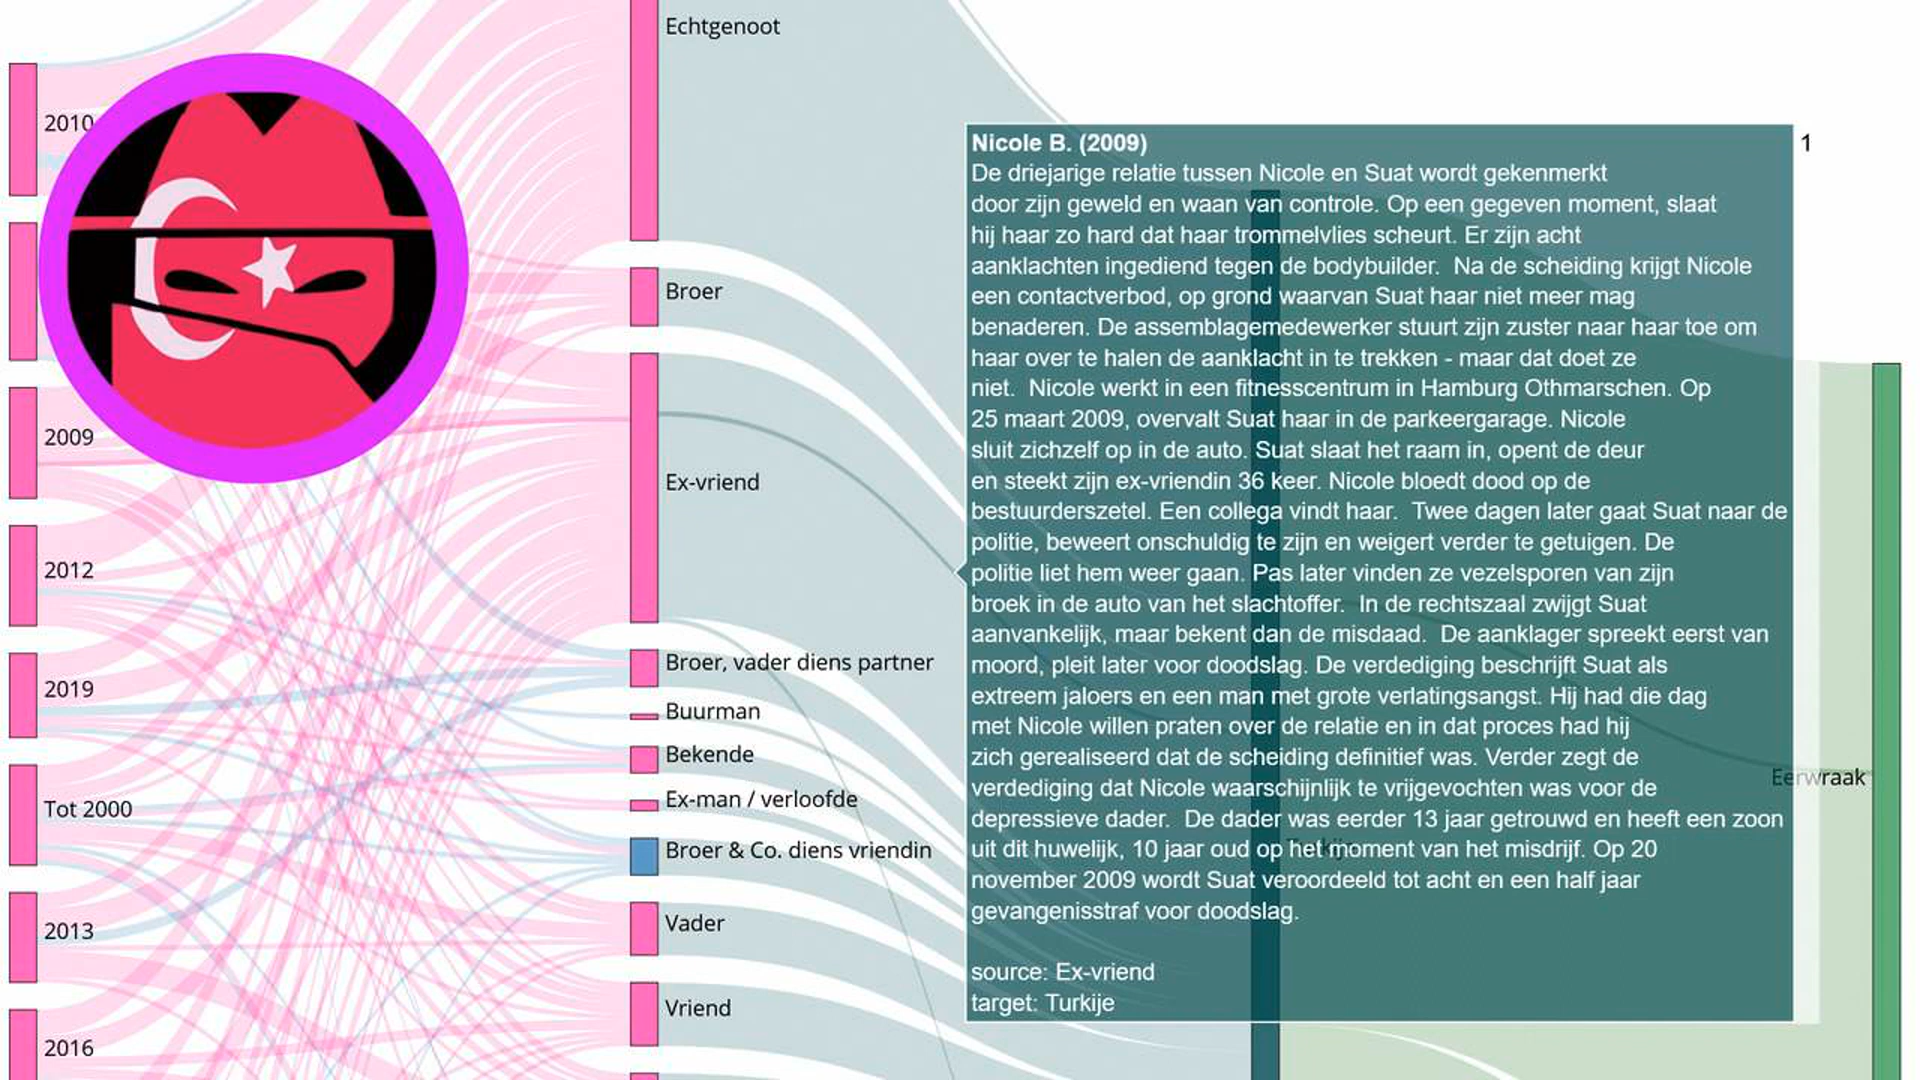 Echtgenoot
2010
Broer
2009
Ex-vriend
2012
Broer, vader diens partner
2019
Buurman
Bekende
Ex-man / verloofde
Tot 2000
Broer & Co. diens vriendin
2013
Vader
Vriend
2016
Nicole B. (2009)
De driejarige relatie tussen Nicole en Suat wordt gekenmerkt
door zijn geweld en waan van controle. Op een gegeven moment, slaat
hij haar zo hard dat haar trommelvlies scheurt. Er zijn acht
aanklachten ingediend tegen de bodybuilder.  Na de scheiding krijgt Nicole
een contactverbod, op grond waarvan Suat haar niet meer mag
benaderen. De assemblagemedewerker stuurt zijn zuster naar haar toe om
haar over te halen de aanklacht in te trekken - maar dat doet ze
niet.  Nicole werkt in een fitnesscentrum in Hamburg Othmarschen. Op
25 maart 2009, overvalt Suat haar in de parkeergarage. Nicole
sluit zichzelf op in de auto. Suat slaat het raam in, opent de deur
en steekt zijn ex-vriendin 36 keer. Nicole bloedt dood op de
bestuurderszetel. Een collega vindt haar.  Twee dagen later gaat Suat naar de
politie, beweert onschuldig te zijn en weigert verder te getuigen. De
politie liet hem weer gaan. Pas later vinden ze vezelsporen van zijn
broek in de auto van het slachtoffer.  In de rechtszaal zwijgt Suat
aanvankelijk, maar bekent dan de misdaad.  De aanklager spreekt eerst van
moord, pleit later voor doodslag. De verdediging beschrijft Suat als
extreem jaloers en een man met grote verlatingsangst. Hij had die dag
met Nicole willen praten over de relatie en in dat proces had hij
zich gerealiseerd dat de scheiding definitief was. Verder zegt de
verdediging dat Nicole waarschijnlijk te vrijgevochten was voor de
depressieve dader.  De dader was eerder 13 jaar getrouwd en heeft een zoon
uit dit huwelijk, 10 jaar oud op het moment van het misdrijf. Op 20
november 2009 wordt Suat veroordeeld tot acht en een half jaar
gevangenisstraf voor doodslag.
source: Ex-vriend
target: Turkije
1
Eerwraak